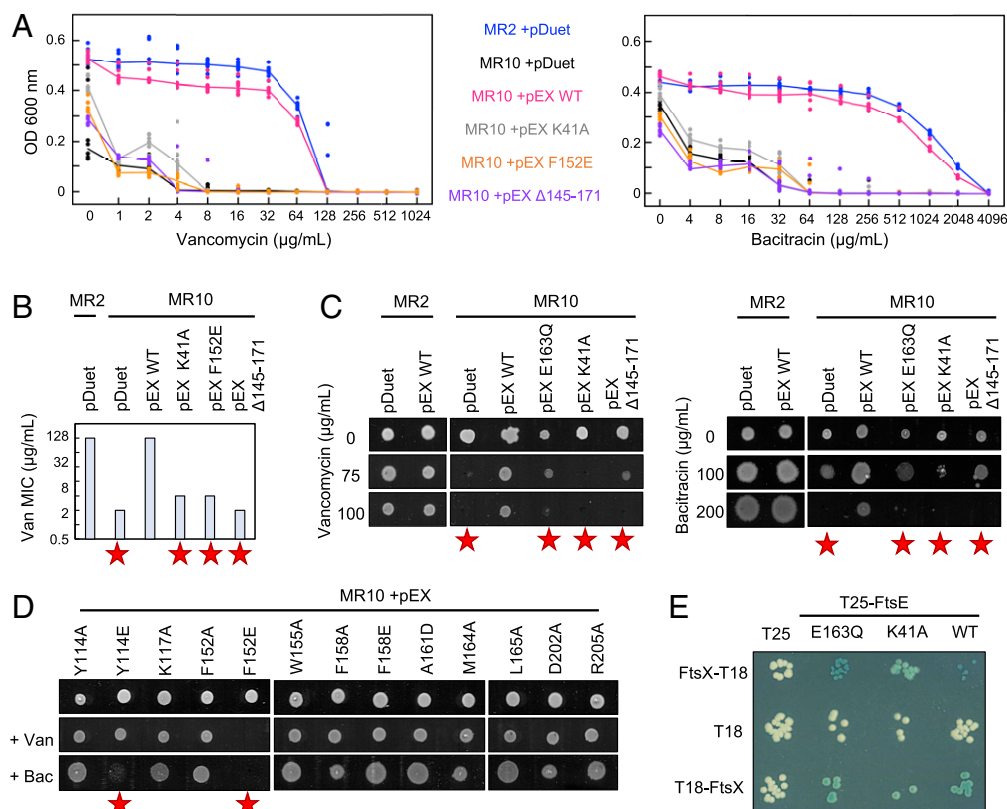 A
OD 600 nm
0.6
0.4
0.2
0
0 1 2 4 8 16 32 64 128 256 512 1024
Vancomycin (µg/mL)
MR2 +pDuet
MR10 +pDuet
MR10 +pEX WT
MR10 +pEX K41A
MR10 +pEX F152E
MR10 +pEX Δ145-171
0.6
0.4
0.2
0
0 4 8 16 32 64 128 256 512 1024 2048 4096
Bacitracin (µg/mL)
B
MR2 MR10
pDuet
pDuet
pEX WT
pEX K41A
pEX F152E
pEX Δ145-171
Van MIC (µg/mL)
128
32
8
2
0.5
C
MR2 MR10
pDuet
pEX WT
pDuet
pEX WT
pEX E163Q
pEX K41A
pEX Δ145-171
Vancomycin (µg/mL)
0
75
100
MR2 MR10
pDuet
pEX WT
pDuet
pEX WT
pEX E163Q
pEX K41A
pEX Δ145-171
Bacitracin (µg/mL)
0
100
200
D
MR10 +pEX
Y114A
Y114E
K117A
F152A
F152E
W155A
F158A
F158E
A161D
M164A
L165A
D202A
R205A
+ Van
+ Bac
E
T25-FtsE
T25 E163Q K41A WT
FtsX-T18
T18
T18-FtsX